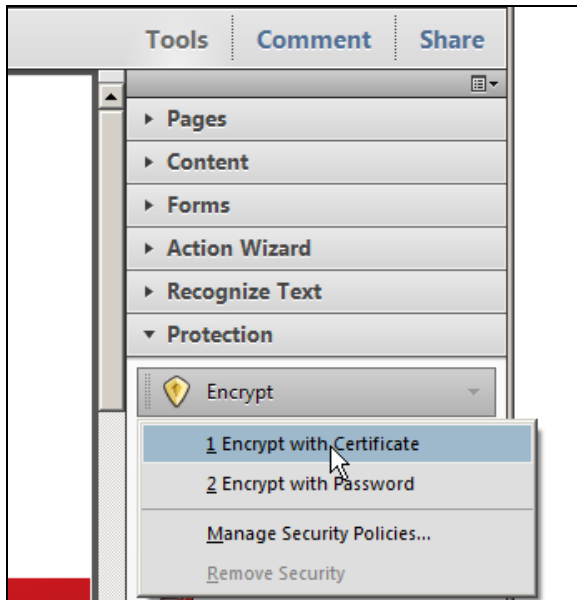 Tools Comment Share
Pages
Content
Forms
Action Wizard
Recognize Text
Protection
Encrypt
1 Encrypt with Certificate
2 Encrypt with Password
Manage Security Policies...
Remove Security